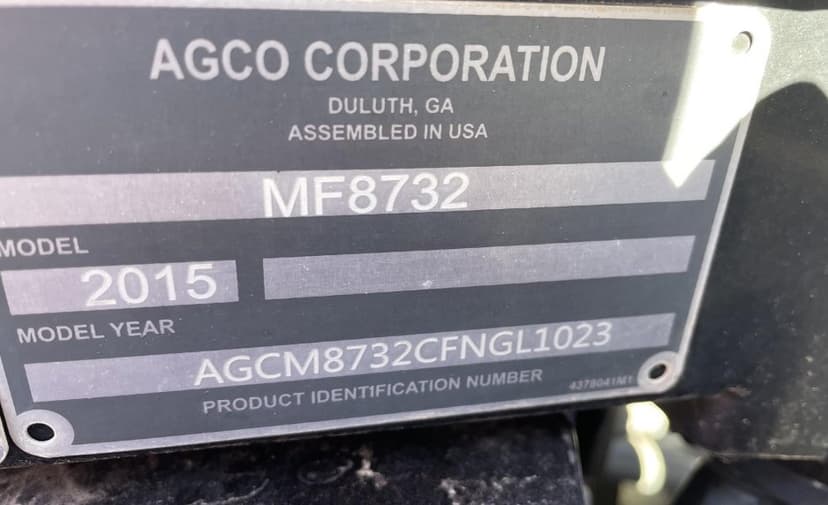 AGCO CORPORATION
DULUTH, GA
ASSEMBLED IN USA
MF8732
MODEL
2015
MODEL YEAR
AGCM8732CFNGL1023
PRODUCT IDENTIFICATION NUMBER
4378041M1